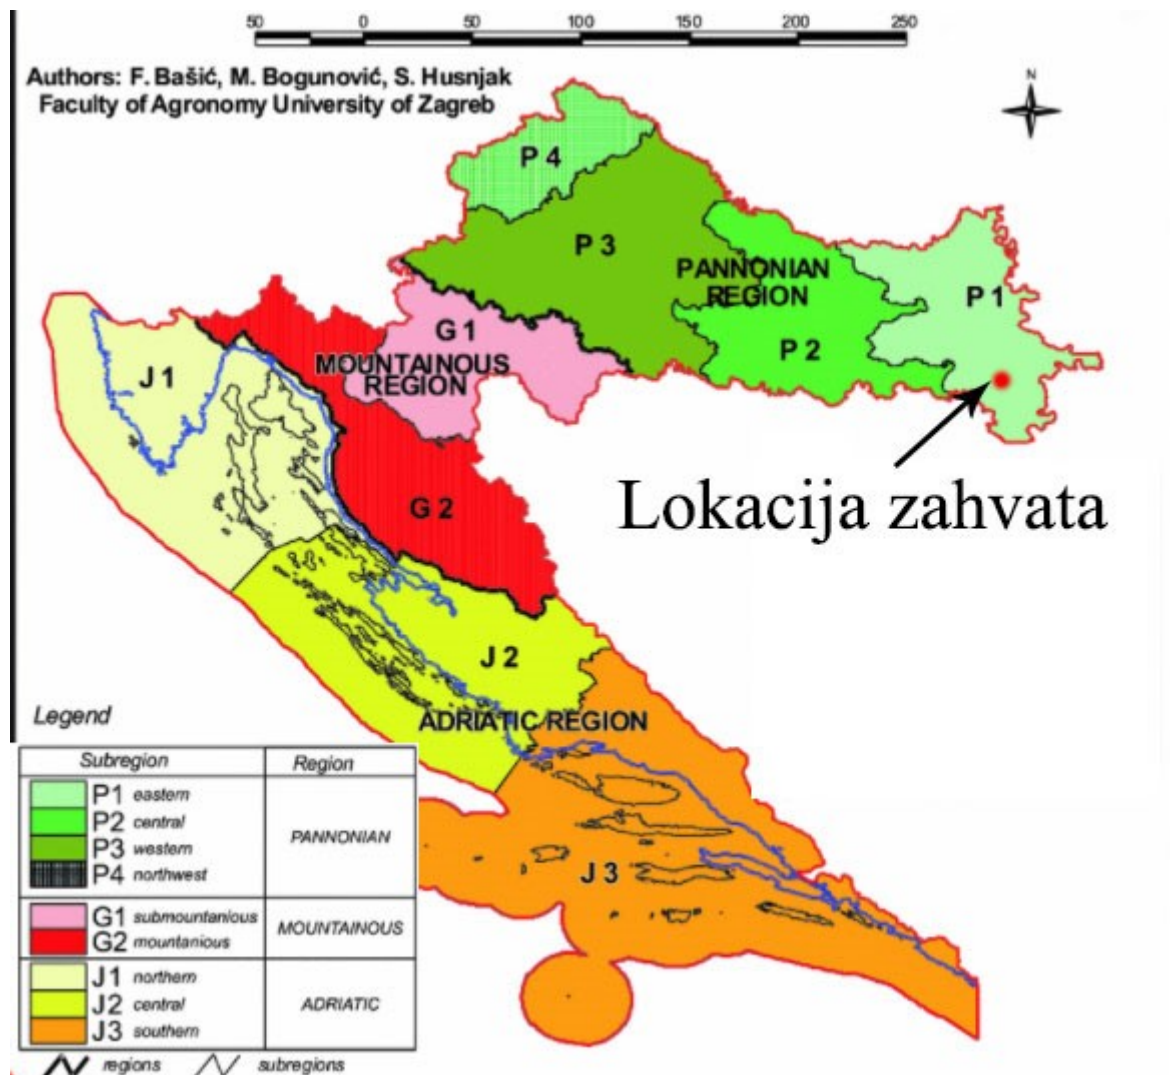 50 0 50 100 150 200 250
Authors: F. Bašić, M. Bogunović, S. Husnjak
Faculty of Agronomy University of Zagreb
N
P 4
P 3
PANNONIAN
REGION
P 1
P 2
G 1
MOUNTAINOUS
REGION
J 1
Lokacija zahvata
G 2
J 2
ADRIATIC REGION
J 3
Legend
Subregion Region
P1 eastern
P2 central
P3 western
P4 northwest
PANNONIAN
G1 submountanious
G2 mountanious
MOUNTAINOUS
J1 northern
J2 central
J3 southern
ADRIATIC
regions subregions